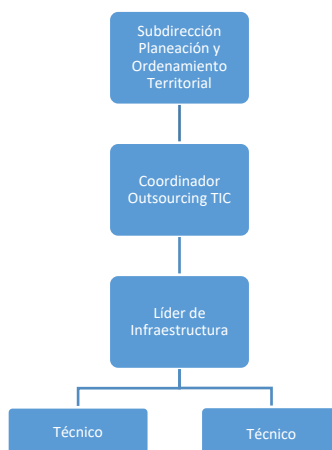 Subdirección
Planeación y
Ordenamiento
Territorial
Coordinador
Outsourcing TIC
Líder de
Infraestructura
Técnico
Técnico